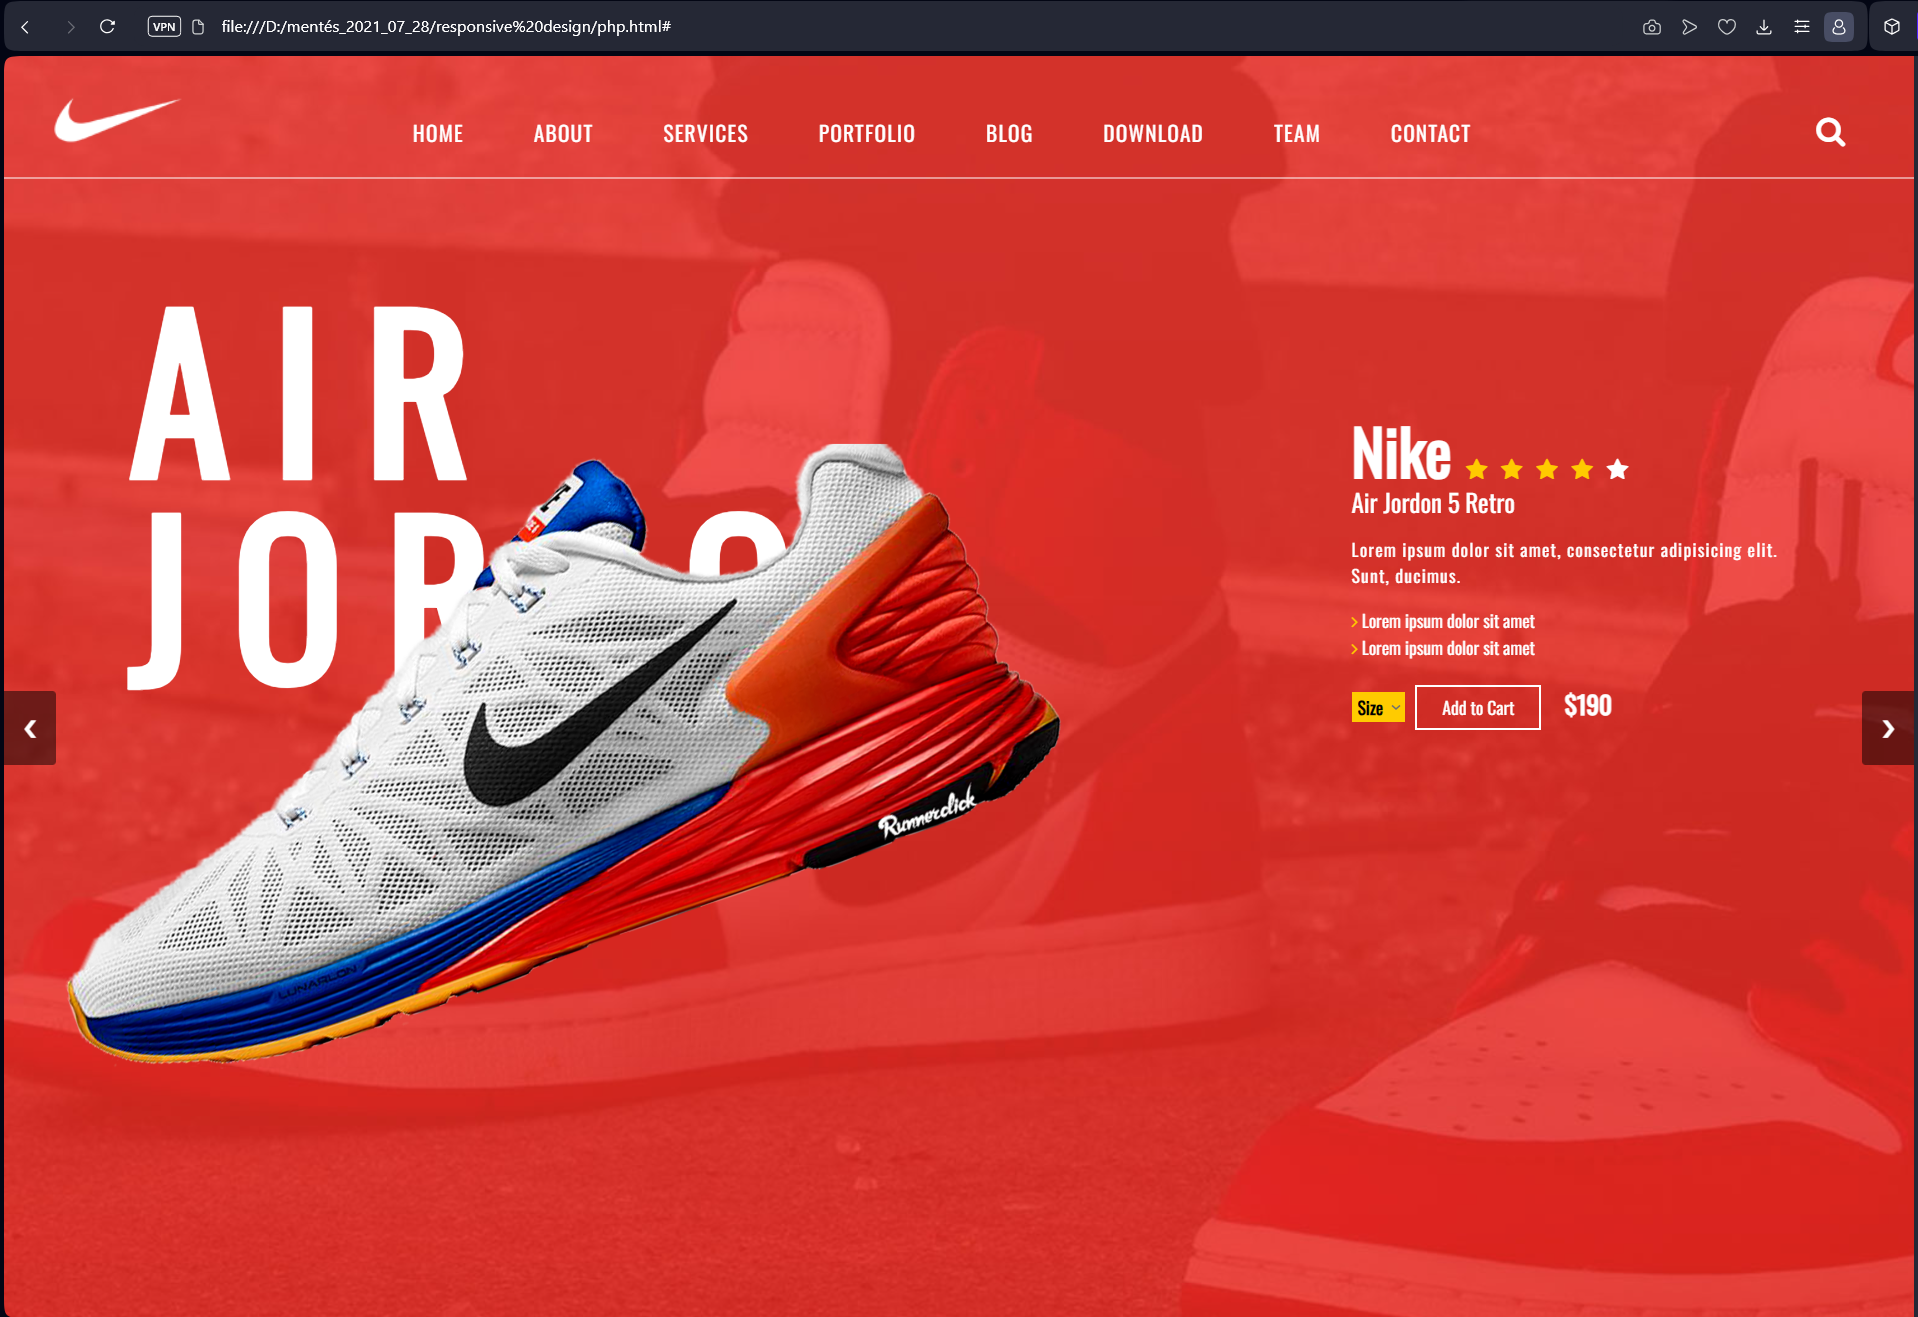 VPN
file:///D:/mentés_2021_07_28/responsive%20design/php.html#
HOME ABOUT SERVICES PORTFOLIO BLOG DOWNLOAD TEAM CONTACT
AIR
JOR O
Nike
Air Jordon 5 Retro
Lorem ipsum dolor sit amet, consectetur adipisicing elit.
Sunt, ducimus.
Lorem ipsum dolor sit amet
Lorem ipsum dolor sit amet
Size Add to Cart $190
Runnerclick
LUNARLON